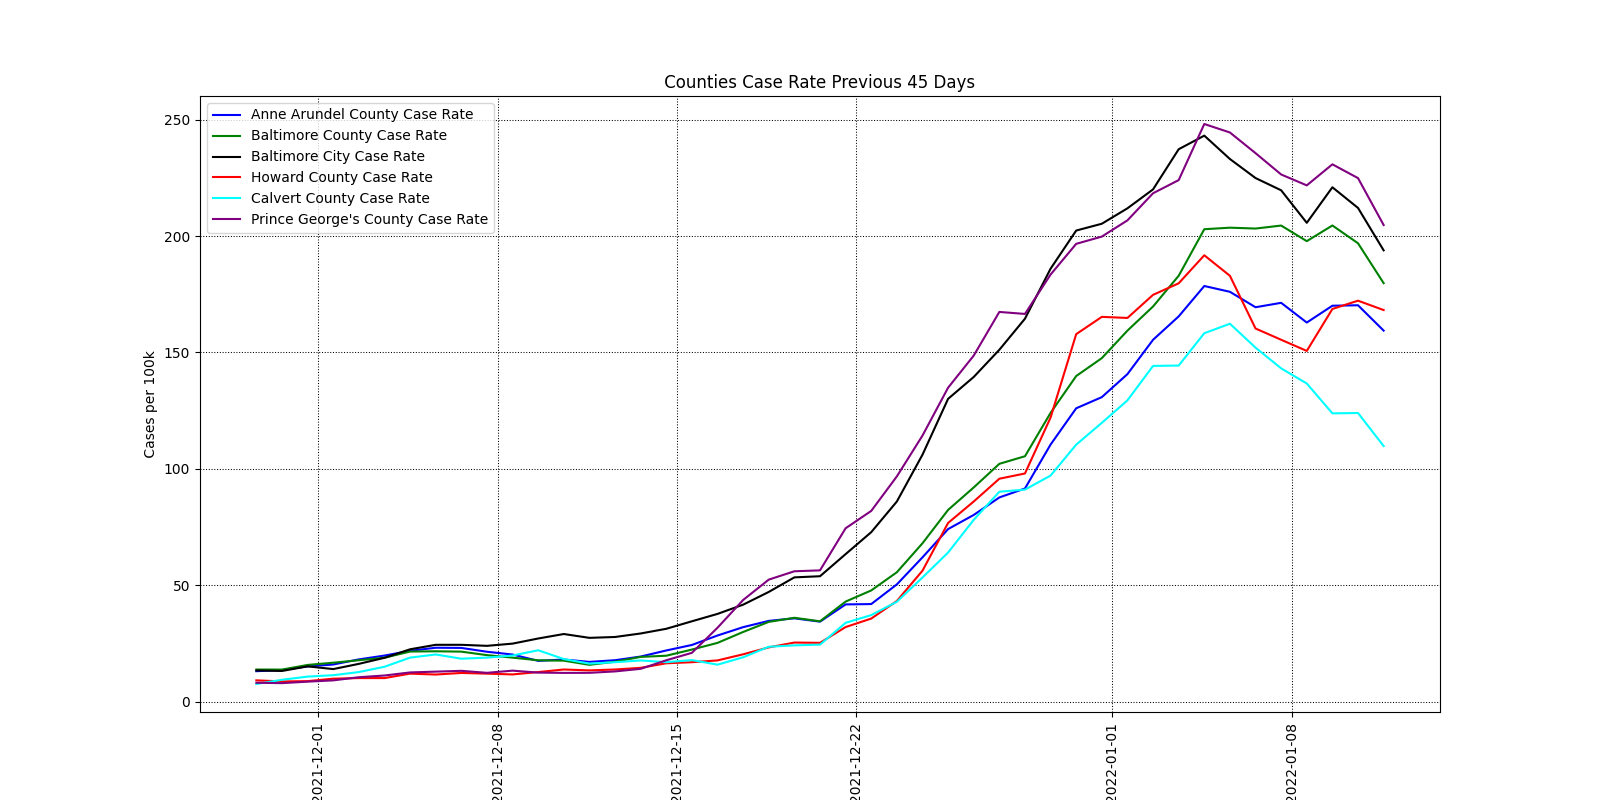 Counties Case Rate Previous 45 Days
Anne Arundel County Case Rate
Baltimore County Case Rate
Baltimore City Case Rate
Howard County Case Rate
Calvert County Case Rate
Prince George's County Case Rate
Cases per 100k
250
200
150
100
50
0
2021-12-01
2021-12-08
2021-12-15
2021-12-22
2022-01-01
2022-01-08